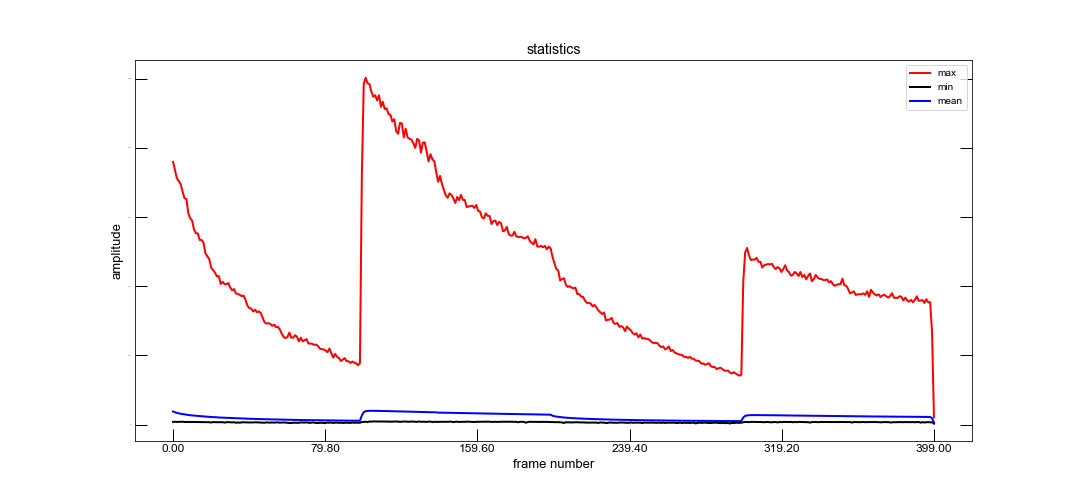 statistics
max
min
mean
amplitude
0.00 79.80 159.60 239.40 319.20 399.00
frame number